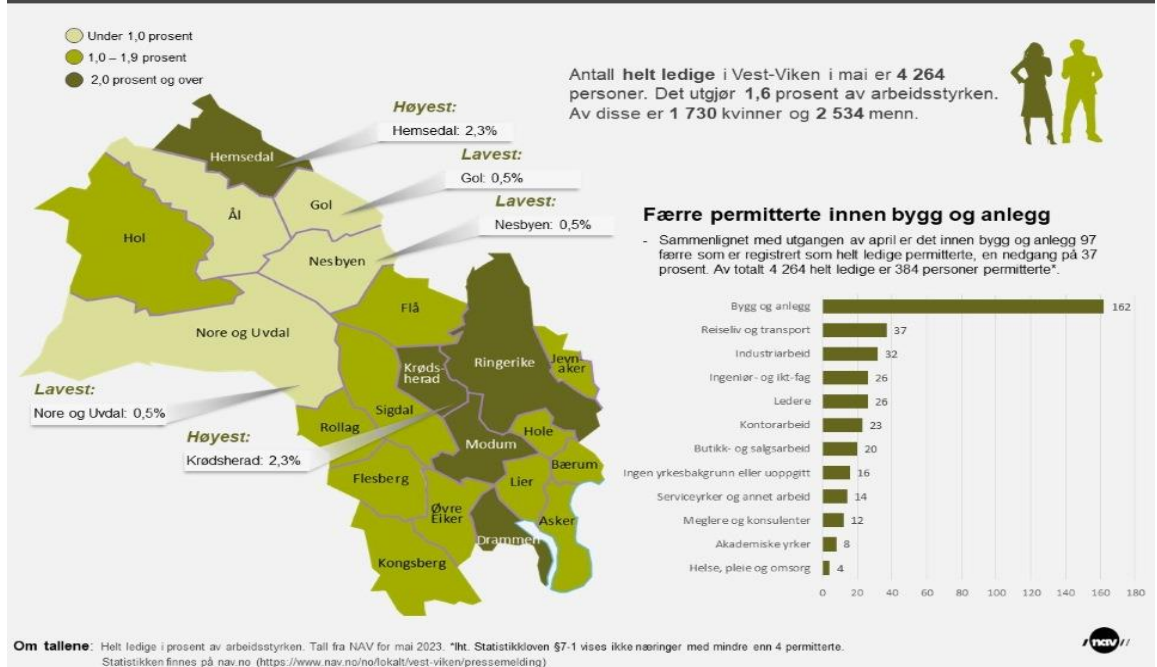 Under 1,0 prosent
1,0 – 1,9 prosent
2,0 prosent og over
Antall helt ledige i Vest-Viken i mai er 4 264
personer. Det utgjør 1,6 prosent av arbeidsstyrken.
Av disse er 1 730 kvinner og 2 534 menn.
Høyest:
Hemsedal: 2,3%
Lavest:
Gol: 0,5%
Lavest:
Nesbyen: 0,5%
Hemsedal
Ål
Gol
Hol
Nesbyen
Flå
Nore og Uvdal
Ringerike
Jevn-
aker
Krøds-
herad
Lavest:
Nore og Uvdal: 0,5%
Sigdal
Rollag
Hole
Modum
Høyest:
Krødsherad: 2,3%
Bærum
Flesberg
Lier
Øvre
Eiker
Asker
Drammen
Kongsberg
Færre permitterte innen bygg og anlegg
- Sammenlignet med utgangen av april er det innen bygg og anlegg 97
færre som er registrert som helt ledige permitterte, en nedgang på 37
prosent. Av totalt 4 264 helt ledige er 384 personer permitterte*.
Bygg og anlegg 162
Reiseliv og transport 37
Industriarbeid 32
Ingeniør- og ikt-fag 26
Ledere 26
Kontorarbeid 23
Butikk- og salgsarbeid 20
Ingen yrkesbakgrunn eller uoppgitt 16
Serviceyrker og annet arbeid 14
Meglere og konsulenter 12
Akademiske yrker 8
Helse, pleie og omsorg 4
0 20 40 60 80 100 120 140 160 180
Om tallene: Helt ledige i prosent av arbeidsstyrken. Tall fra NAV for mai 2023. *Iht. Statistikkloven §7-1 vises ikke næringer med mindre enn 4 permitterte.
Statistikken finnes på nav.no (https://www.nav.no/no/lokalt/vest-viken/pressemelding)
nav